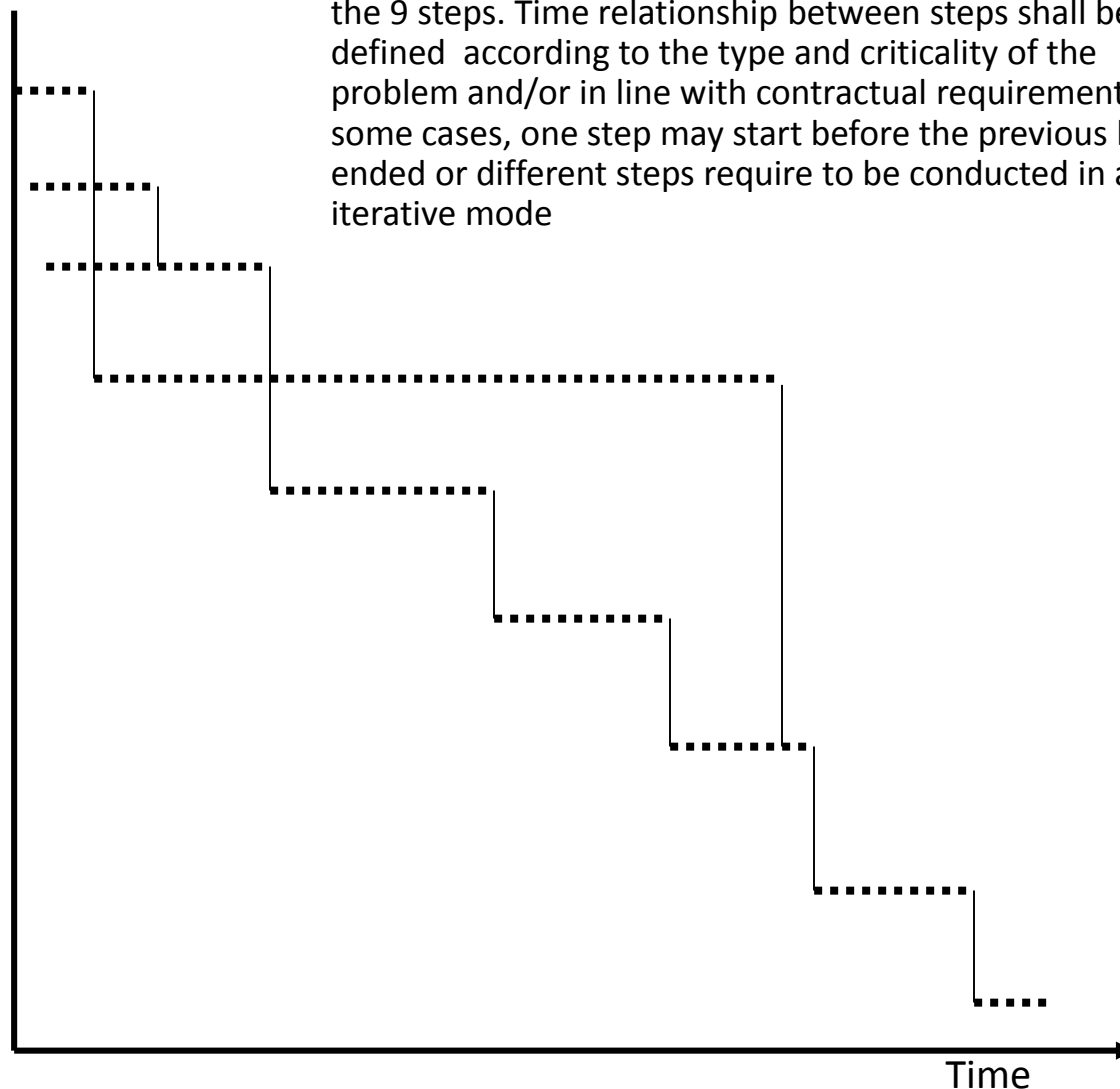 the 9 steps. Time relationship between steps shall be
defined according to the type and criticality of the
problem and/or in line with contractual requirement
some cases, one step may start before the previous
ended or different steps require to be conducted in a
iterative mode
Time